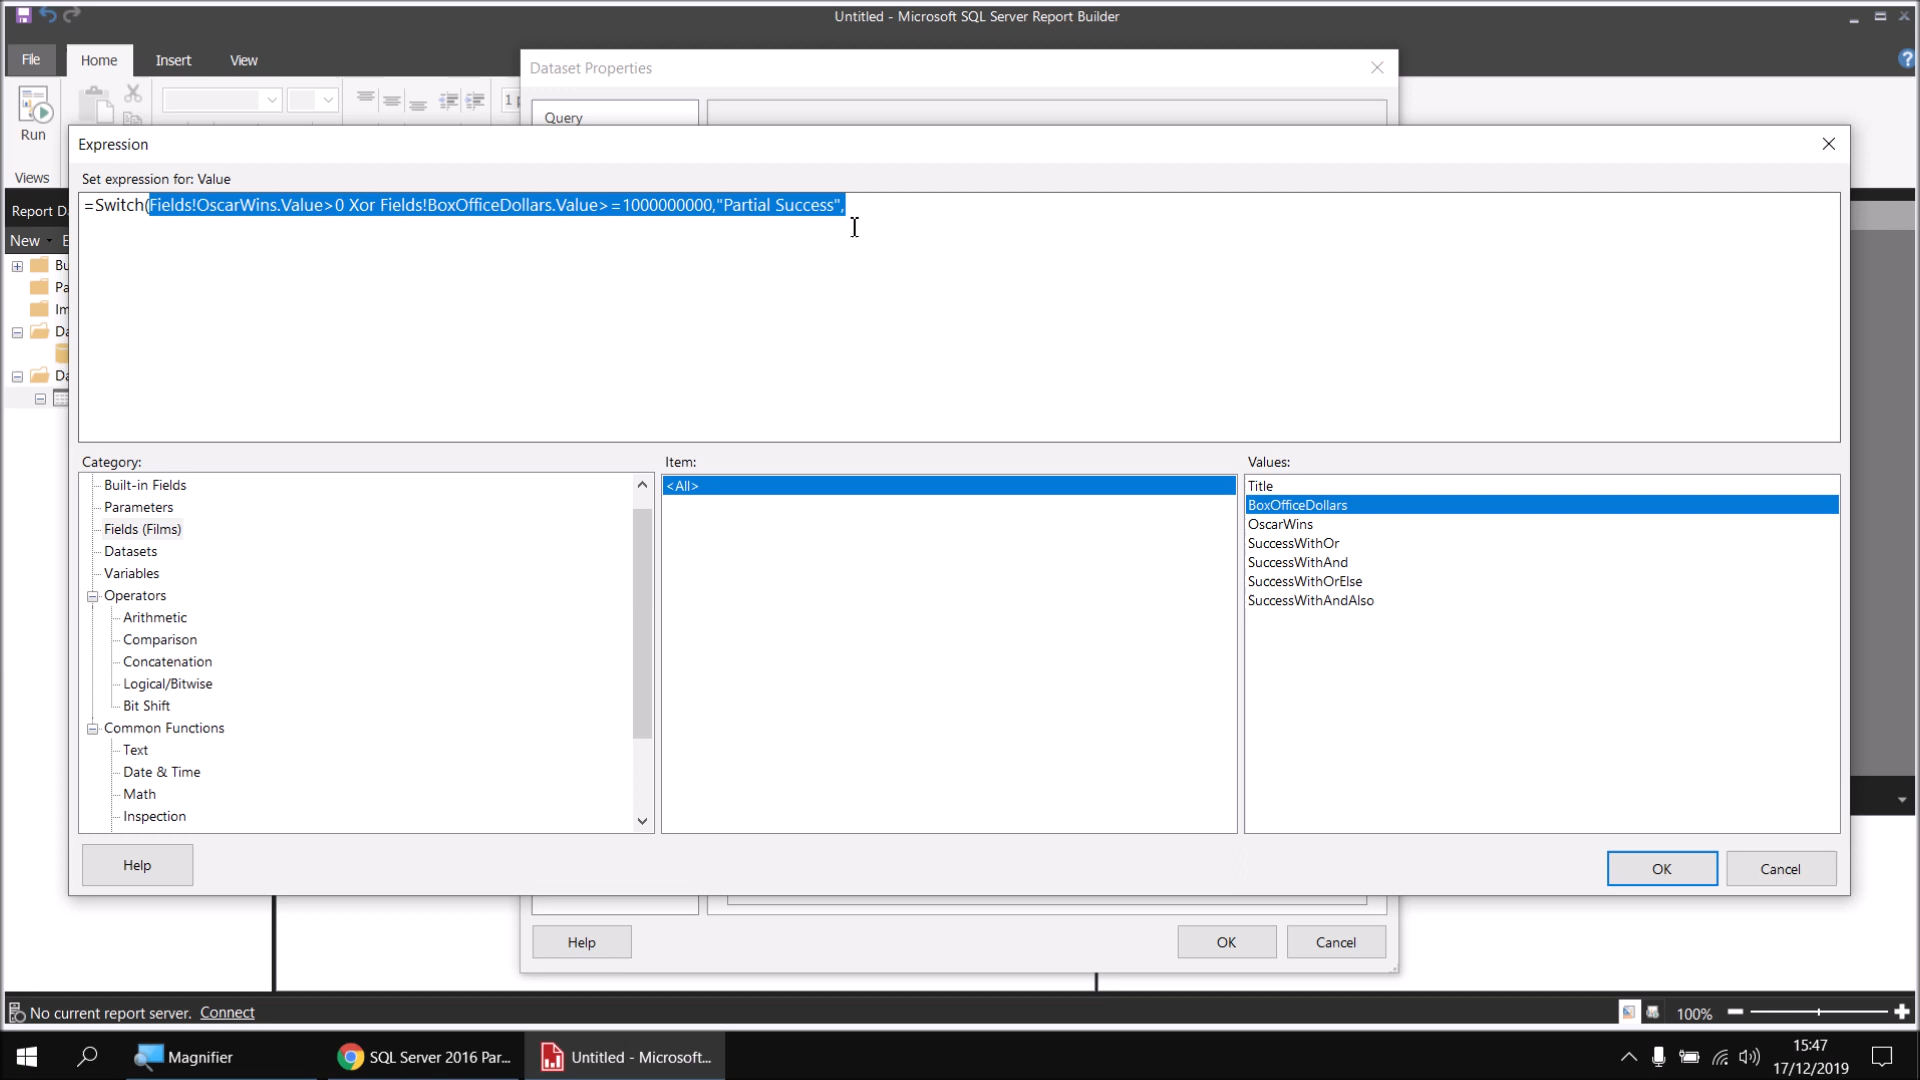 Untitled - Microsoft SQL Server Report Builder
File
Home
Insert
View
Dataset Properties
1
Query
Run
Views
Expression
Set expression for: Value
=Switch(Fields!OscarWins.Value>0 Xor Fields!BoxOfficeDollars.Value>=1000000000,"Partial Success",
Report D
New
Category:
Item:
Values:
Built-in Fields
Parameters
Fields (Films)
Datasets
Variables
Operators
Arithmetic
Comparison
Concatenation
Logical/Bitwise
Bit Shift
Common Functions
Text
Date & Time
Math
Inspection
<All>
Title
BoxOfficeDollars
OscarWins
SuccessWithOr
SuccessWithAnd
SuccessWithOrElse
SuccessWithAndAlso
Help
OK
Cancel
Help
OK
Cancel
No current report server. Connect
100%
Magnifier
SQL Server 2016 Par...
Untitled - Microsoft...
15:47
17/12/2019